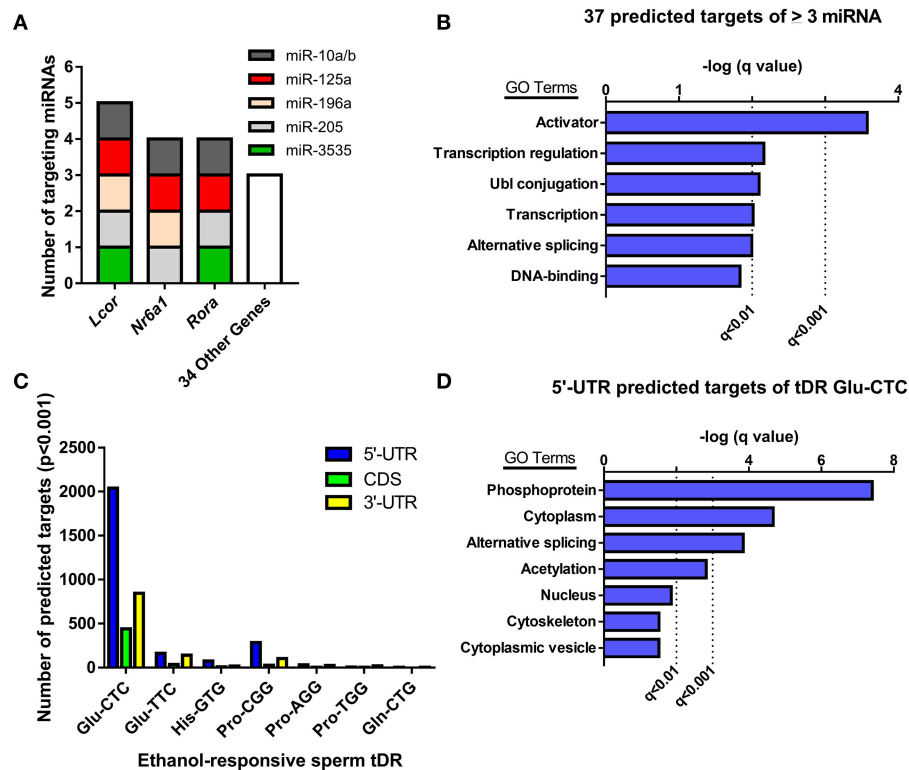 A
Number of targeting miRNAs
6
5
4
3
2
1
0
miR-10a/b
miR-125a
miR-196a
miR-205
miR-3535
Lcor
Nr6a1
Rora
34 Other Genes
B
37 predicted targets of ≥ 3 miRNA
-log (q value)
GO Terms
0 1 4
Activator
Transcription regulation
Ubl conjugation
Transcription
Alternative splicing
DNA-binding
q<0.01
q<0.001
C
Number of predicted targets (p<0.001)
2500
2000
1500
1000
500
0
5'-UTR
CDS
3'-UTR
Glu-CTC
Glu-TTC
His-GTG
Pro-CGG
Pro-AGG
Pro-TGG
Gln-CTG
Ethanol-responsive sperm tDR
D
5'-UTR predicted targets of tDR Glu-CTC
-log (q value)
GO Terms
0 4 6 8
Phosphoprotein
Cytoplasm
Alternative splicing
Acetylation
Nucleus
Cytoskeleton
Cytoplasmic vesicle
q<0.01
q<0.001